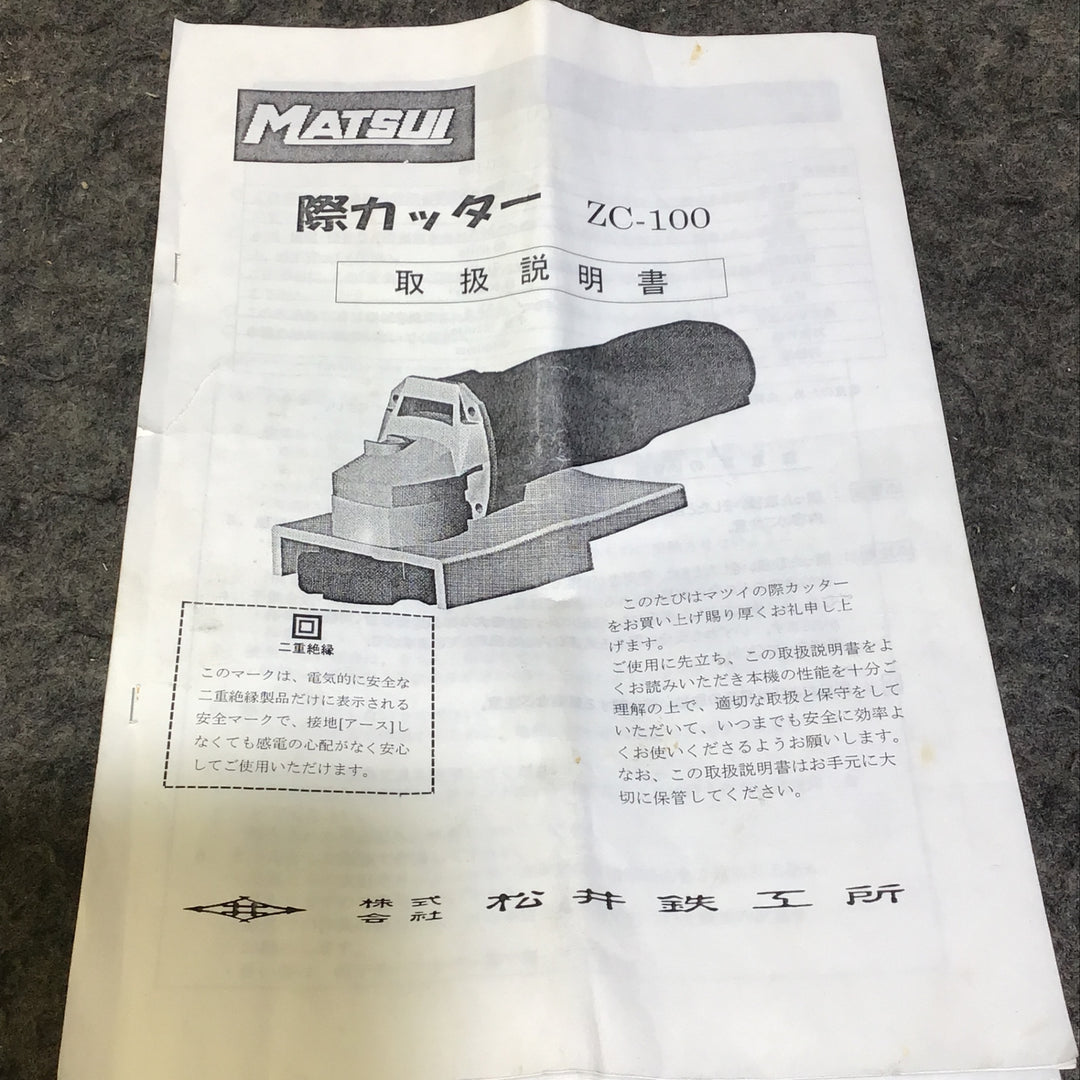 MATSUI
際カッター ZC-100
取扱説明書
このたびはマツイの際カッター
をお買い上げ賜り厚くお礼申し上
げます。
ご使用に先立ち、この取扱説明書をよ
くお読みいただき本機の性能を十分ご
理解の上で、適切な取扱と保守をして
いただいて、いつまでも安全に効率よ
くお使いくださるようお願いします。
なお、この取扱説明書はお手元に大
切に保管してください。
二重絶縁
このマークは、電気的に安全な
二重絶縁製品だけに表示される
安全マークで、接地[アース]し
なくても感電の心配がなく安心
してご使用いただけます。
株式会社 松井鉄工所